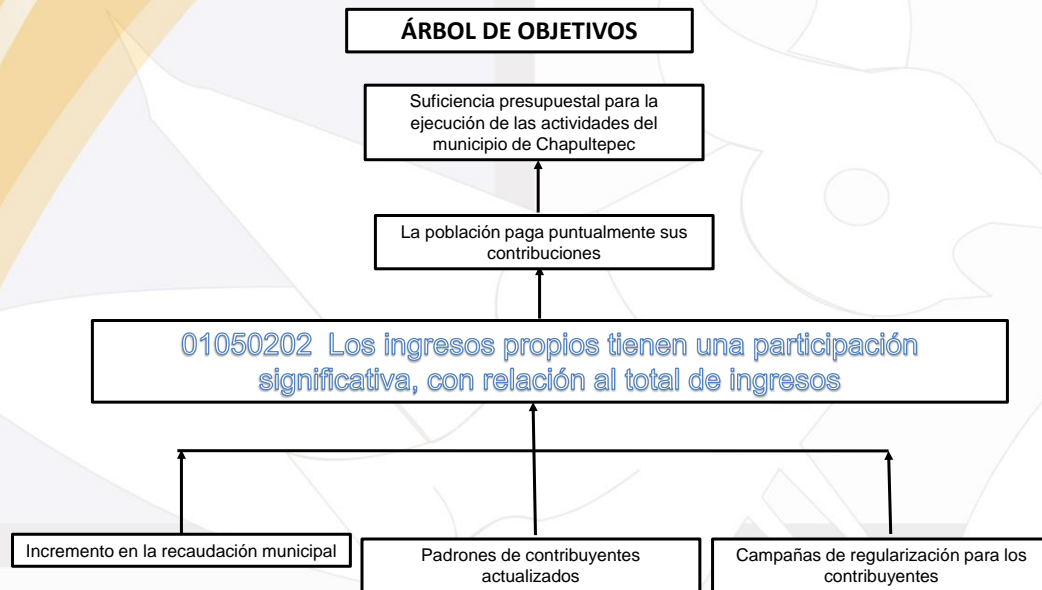 ÁRBOL DE OBJETIVOS
Suficiencia presupuestal para la
ejecución de las actividades del
municipio de Chapultepec
La población paga puntualmente sus
contribuciones
01050202 Los ingresos propios tienen una participación
significativa, con relación al total de ingresos
Incremento en la recaudación municipal
Padrones de contribuyentes
actualizados
Campañas de regularización para los
contribuyentes